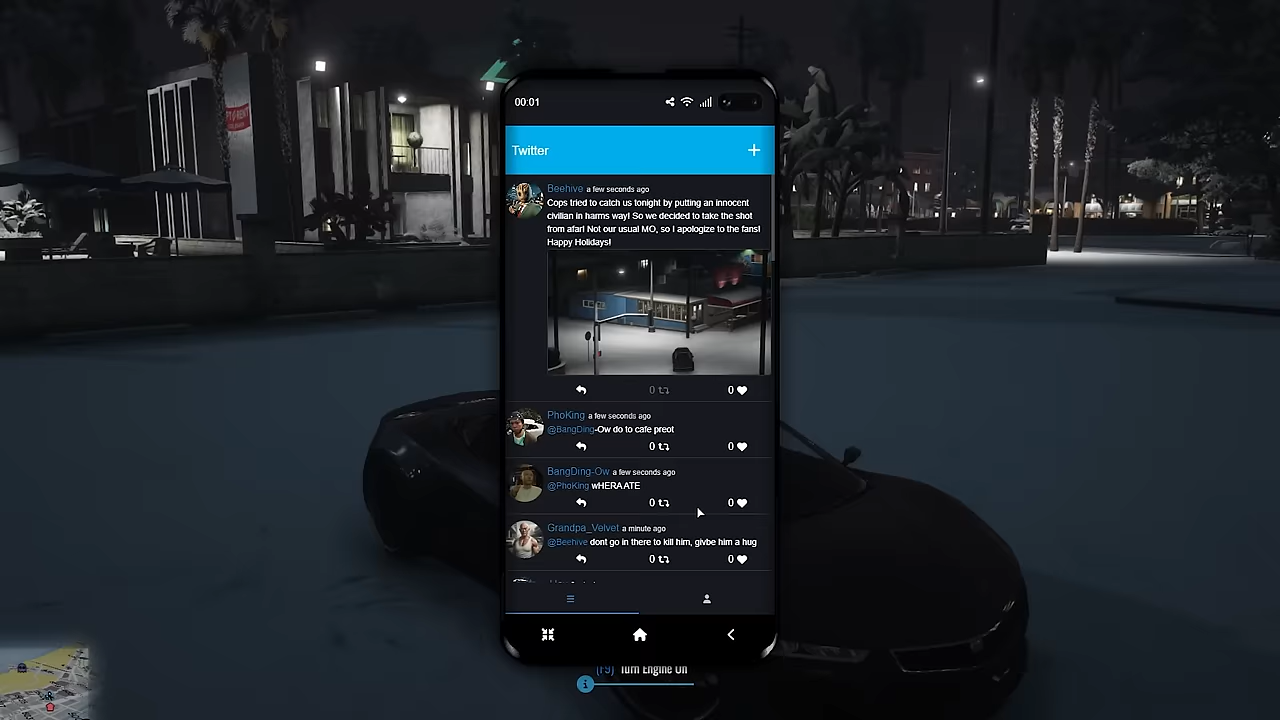 00:01
Twitter
Beehive a few seconds ago
Cops tried to catch us tonight by putting an innocent
civilian in harms way! So we decided to take the shot
from afar! Not our usual MO, so I apologize to the fans!
Happy Holidays!
0 0
PhoKing a few seconds ago
@BangDing-Ow do to cafe preot
0 0
BangDing-Ow a few seconds ago
@PhoKing wHERAATE
0 0
Grandpa_Velvet a minute ago
@Beehive dont go in there to kill him, givbe him a hug
0 0
Turn Engine On